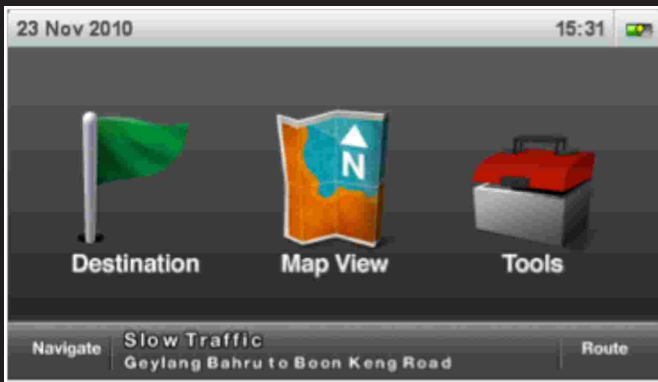 23 Nov 2010 15:31
N
Destination Map View Tools
Navigate Slow Traffic Route
Geylang Bahru to Boon Keng Road